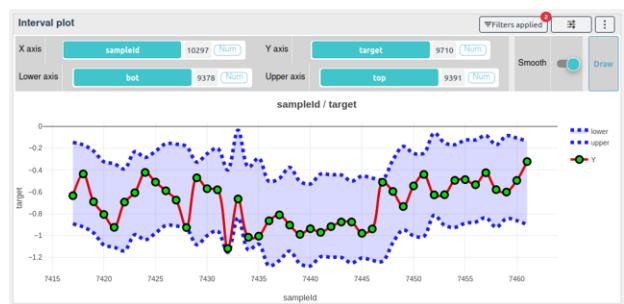 Interval plot
Filters applied
2
X axis
sampleId
10297
Num
Y axis
target
9710
Num
Lower axis
bot
9378
Num
Upper axis
top
9391
Num
Smooth
Draw
sampleId / target
target
0
−0.2
−0.4
−0.6
−0.8
−1
−1.2
7415
7420
7425
7430
7435
7440
7445
7450
7455
7460
sampleId
lower
upper
Y